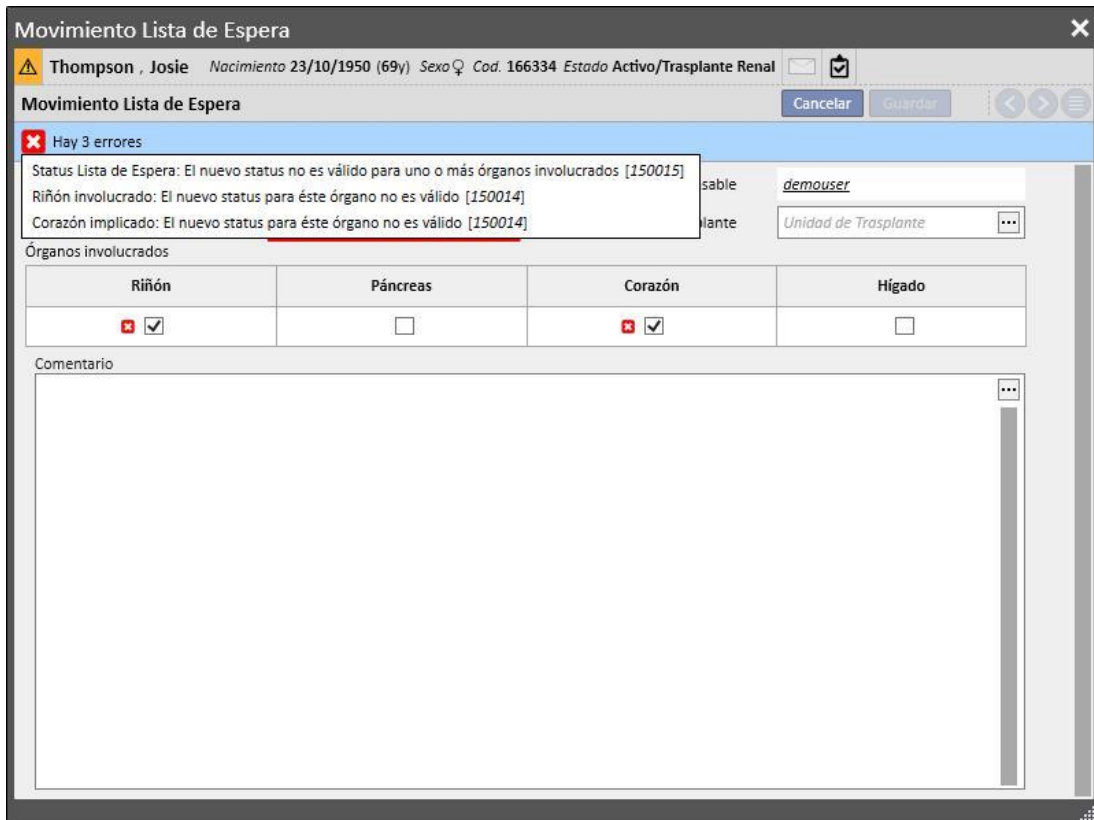 Movimiento Lista de Espera
Thompson , Josie Nacimiento 23/10/1950 (69y) Sexo♀ Cod. 166334 Estado Activo/Trasplante Renal
Movimiento Lista de Espera Cancelar Guardar
Hay 3 errores
Status Lista de Espera: El nuevo status no es válido para uno o más órganos involucrados [150015]
sable demouser
Riñón involucrado: El nuevo status para éste órgano no es válido [150014]
Corazón implicado: El nuevo status para éste órgano no es válido [150014]
plante Unidad de Trasplante ...
Órganos involucrados
Riñón Páncreas Corazón Hígado
Comentario
...